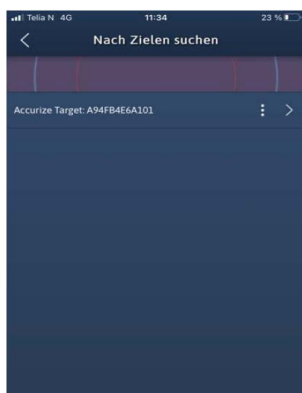 Telia N 4G 11:34 23 %
Nach Zielen suchen
Accurize Target: A94FB4E6A101